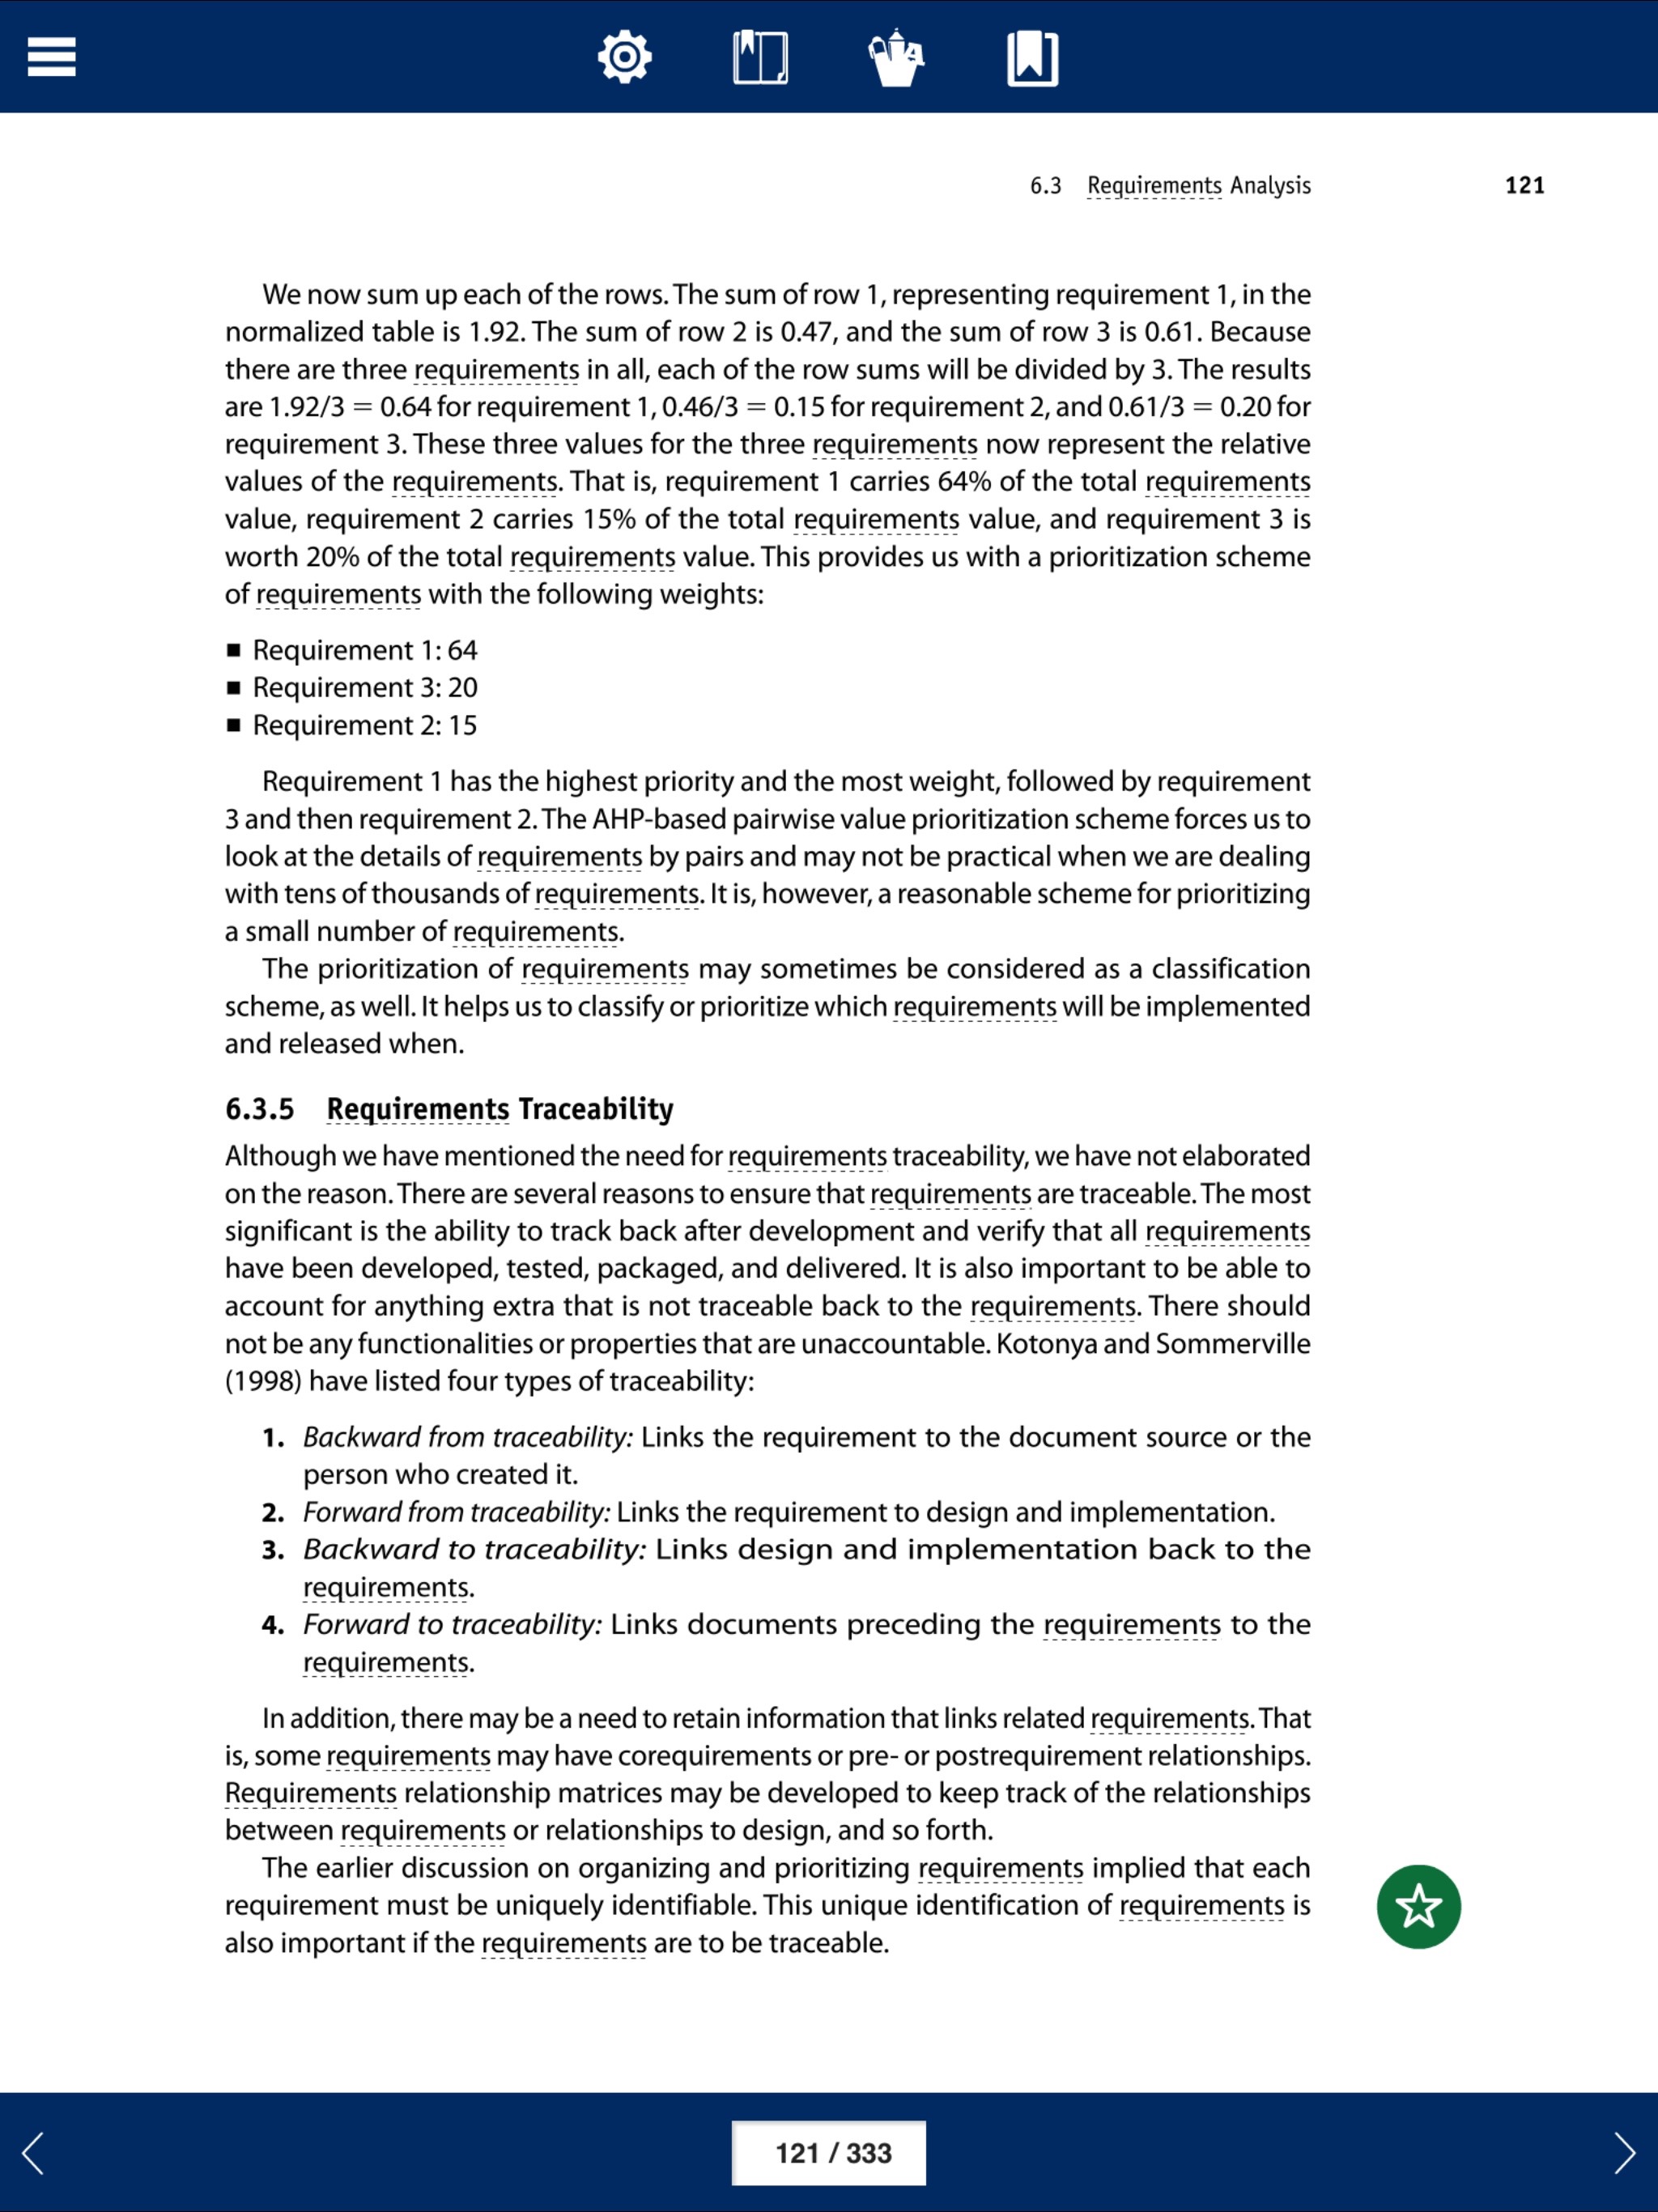 6.3 Requirements Analysis 121
We now sum up each of the rows. The sum of row 1, representing requirement 1, in the
normalized table is 1.92. The sum of row 2 is 0.47, and the sum of row 3 is 0.61. Because
there are three requirements in all, each of the row sums will be divided by 3. The results
are 1.92/3 = 0.64 for requirement 1, 0.46/3 = 0.15 for requirement 2, and 0.61/3 = 0.20 for
requirement 3. These three values for the three requirements now represent the relative
values of the requirements. That is, requirement 1 carries 64% of the total requirements
value, requirement 2 carries 15% of the total requirements value, and requirement 3 is
worth 20% of the total requirements value. This provides us with a prioritization scheme
of requirements with the following weights:
■ Requirement 1: 64
■ Requirement 3: 20
■ Requirement 2: 15
Requirement 1 has the highest priority and the most weight, followed by requirement
3 and then requirement 2. The AHP-based pairwise value prioritization scheme forces us to
look at the details of requirements by pairs and may not be practical when we are dealing
with tens of thousands of requirements. It is, however, a reasonable scheme for prioritizing
a small number of requirements.
The prioritization of requirements may sometimes be considered as a classification
scheme, as well. It helps us to classify or prioritize which requirements will be implemented
and released when.
6.3.5 Requirements Traceability
Although we have mentioned the need for requirements traceability, we have not elaborated
on the reason. There are several reasons to ensure that requirements are traceable. The most
significant is the ability to track back after development and verify that all requirements
have been developed, tested, packaged, and delivered. It is also important to be able to
account for anything extra that is not traceable back to the requirements. There should
not be any functionalities or properties that are unaccountable. Kotonya and Sommerville
(1998) have listed four types of traceability:
1. Backward from traceability: Links the requirement to the document source or the
person who created it.
2. Forward from traceability: Links the requirement to design and implementation.
3. Backward to traceability: Links design and implementation back to the
requirements.
4. Forward to traceability: Links documents preceding the requirements to the
requirements.
In addition, there may be a need to retain information that links related requirements. That
is, some requirements may have corequirements or pre- or postrequirement relationships.
Requirements relationship matrices may be developed to keep track of the relationships
between requirements or relationships to design, and so forth.
The earlier discussion on organizing and prioritizing requirements implied that each
requirement must be uniquely identifiable. This unique identification of requirements is
also important if the requirements are to be traceable.
121 / 333